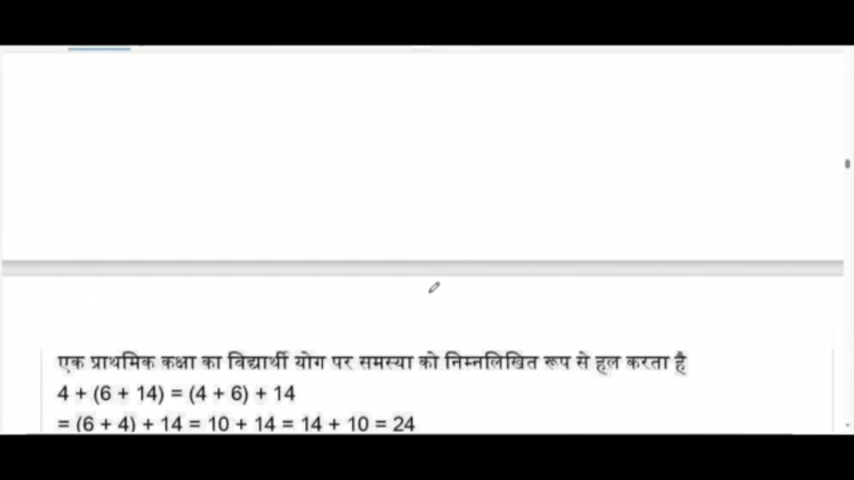 एक प्राथमिक कक्षा का विद्यार्थी योग पर समस्या को निम्नलिखित रूप से हल करता है
4 + (6 + 14) = (4 + 6) + 14
= (6 + 4) + 14 = 10 + 14 = 14 + 10 = 24